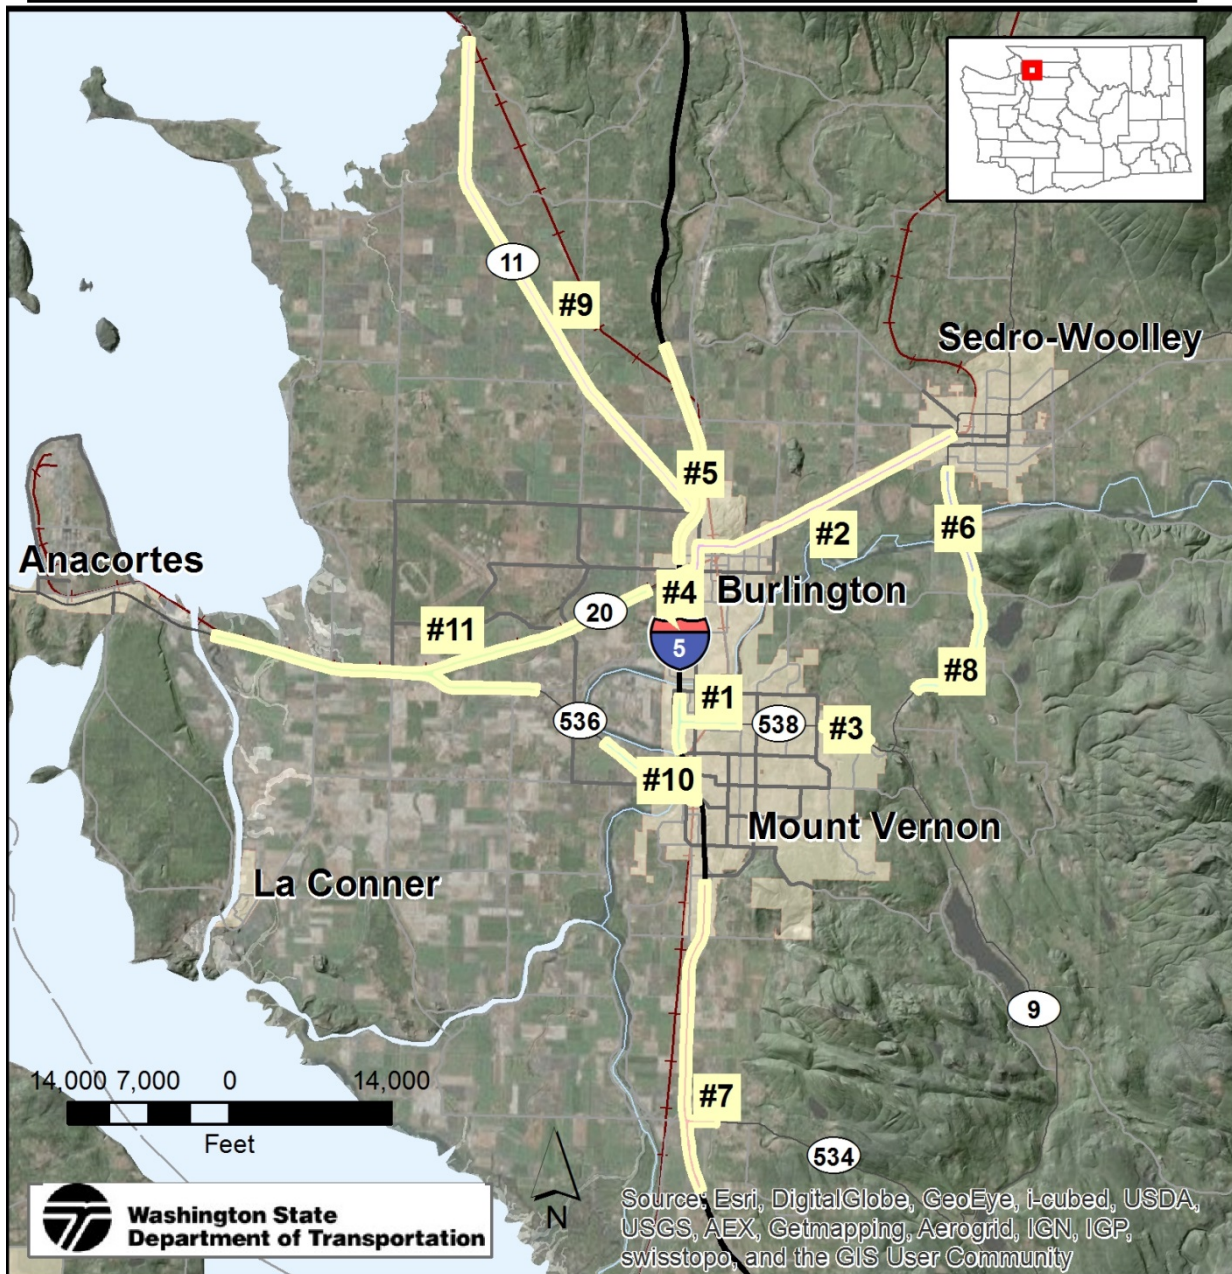 11
#9
Sedro-Woolley
#5
#2
#6
Anacortes
#4
Burlington
20
#11
5
#8
#1
536
538
#3
#10
Mount Vernon
La Conner
9
14,000 7,000 0 14,000
Feet
#7
534
N
Washington State
Department of Transportation
Source: Esri, DigitalGlobe, GeoEye, i-cubed, USDA,
USGS, AEX, Getmapping, Aerogrid, IGN, IGP,
swisstopo, and the GIS User Community